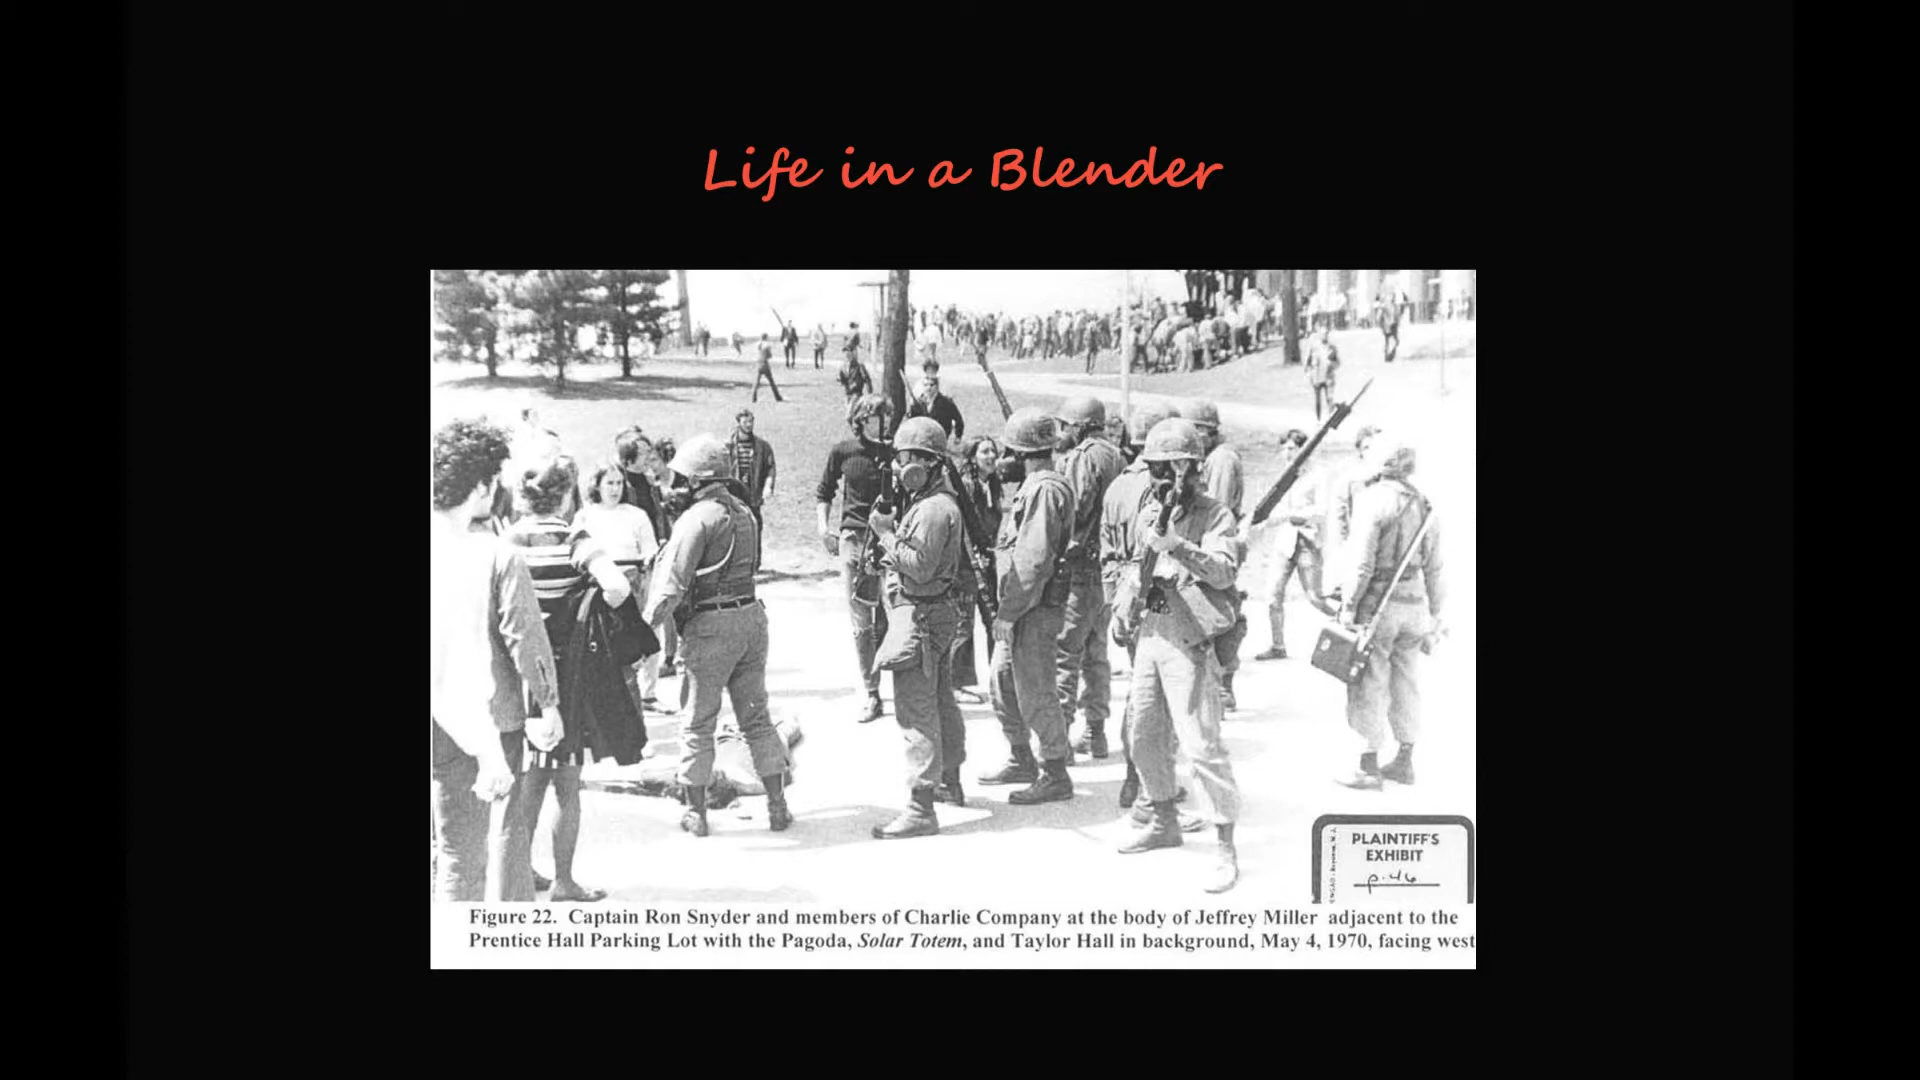 Life in a Blender
PLAINTIFF'S
EXHIBIT
p-46
Figure 22. Captain Ron Snyder and members of Charlie Company at the body of Jeffrey Miller adjacent to the
Prentice Hall Parking Lot with the Pagoda, Solar Totem, and Taylor Hall in background, May 4, 1970, facing west